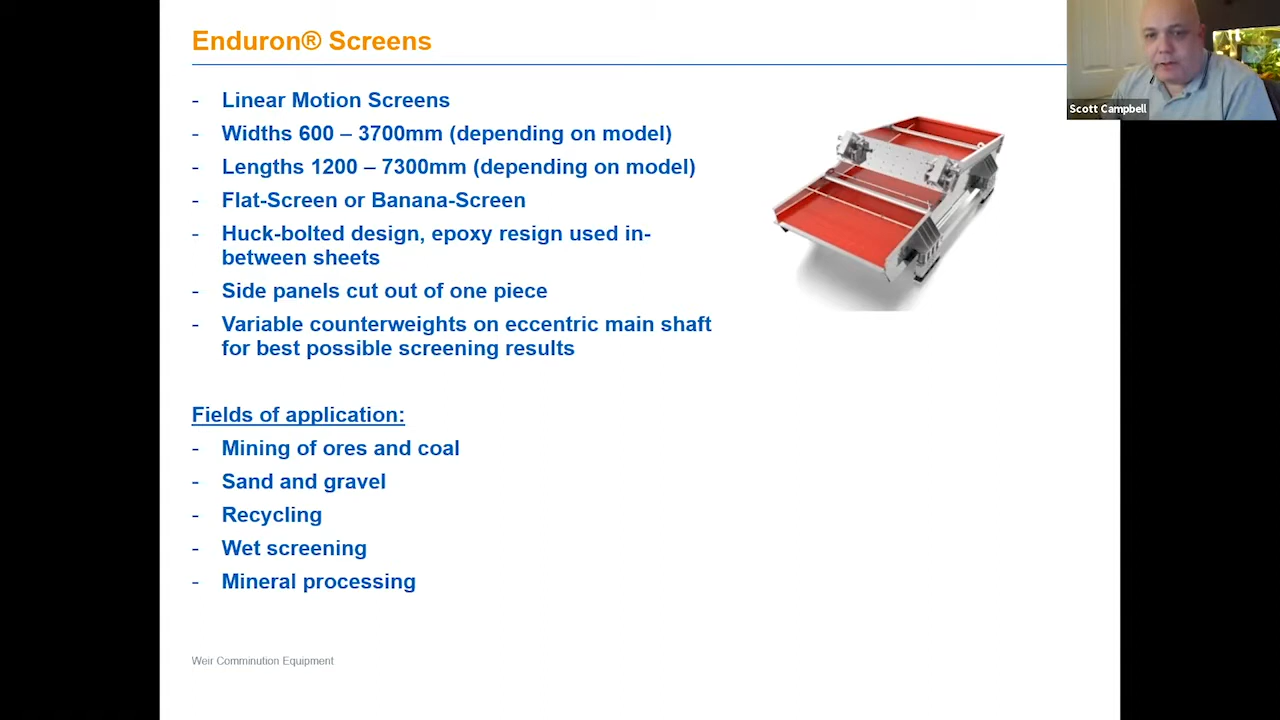 Enduron® Screens
Scott Campbell
- Linear Motion Screens
- Widths 600 – 3700mm (depending on model)
- Lengths 1200 – 7300mm (depending on model)
- Flat-Screen or Banana-Screen
- Huck-bolted design, epoxy resign used in-
between sheets
- Side panels cut out of one piece
- Variable counterweights on eccentric main shaft
for best possible screening results
Fields of application:
- Mining of ores and coal
- Sand and gravel
- Recycling
- Wet screening
- Mineral processing
Weir Comminution Equipment